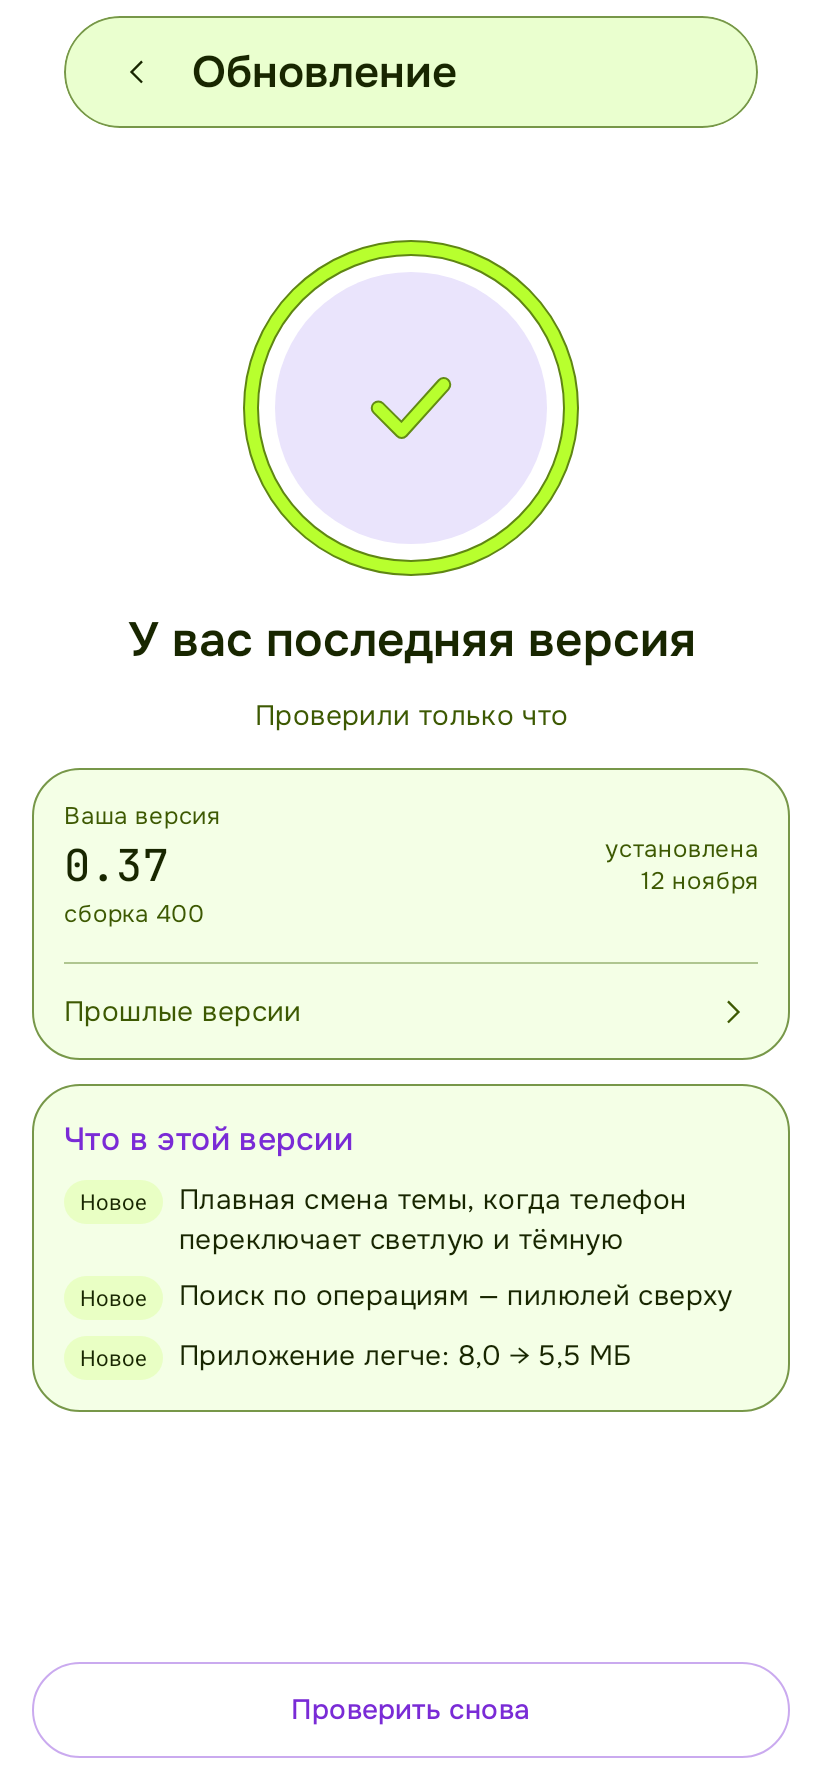 Обновление
У вас последняя версия
Проверили только что
Ваша версия
0.37
сборка 400
установлена
12 ноября
Прошлые версии
Что в этой версии
Новое Плавная смена темы, когда телефон
переключает светлую и тёмную
Новое Поиск по операциям — пилюлей сверху
Новое Приложение легче: 8,0 → 5,5 МБ
Проверить снова